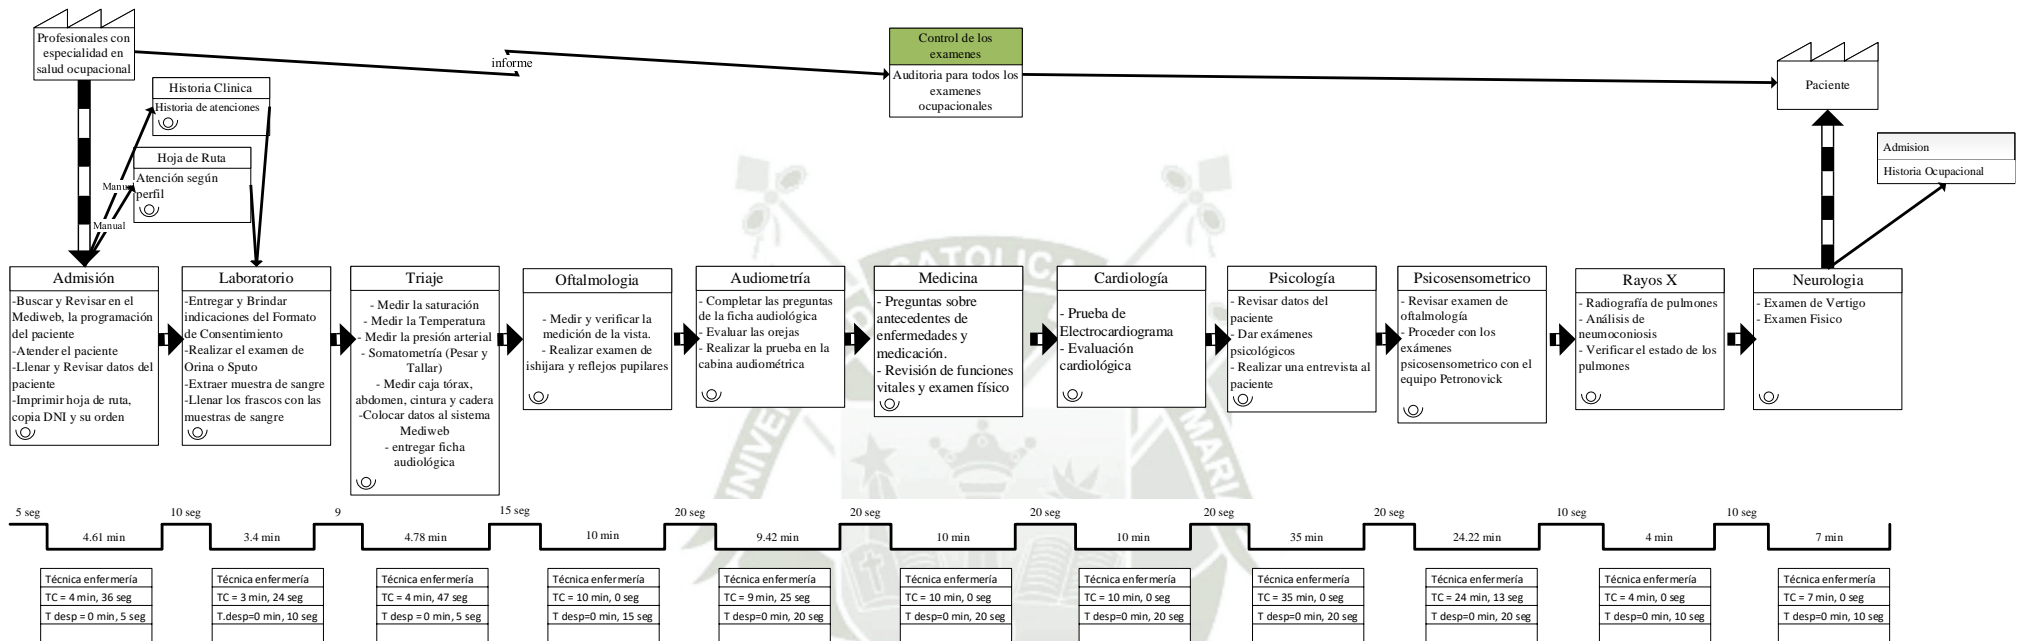 Profesionales con
especialidad en
salud ocupacional
informe
Control de los
examenes
Auditoria para todos los
examenes
ocupacionales
Paciente
Historia Clinica
Historia de atenciones
Hoja de Ruta
Atención según
perfil
Manual
Manual
Admision
Historia Ocupacional
Admisión
-Buscar y Revisar en el
Mediweb, la programación
del paciente
-Atender el paciente
-Llenar y Revisar datos del
paciente
-Imprimir hoja de ruta,
copia DNI y su orden
Laboratorio
-Entregar y Brindar
indicaciones del Formato
de Consentimiento
-Realizar el examen de
Orina o Sputo
-Extraer muestra de sangre
-Llenar los frascos con las
muestras de sangre
Triaje
- Medir la saturación
- Medir la Temperatura
- Medir la presión arterial
- Somatometría (Pesar y
Tallar)
- Medir caja tórax,
abdomen, cintura y cadera
-Colocar datos al sistema
Mediweb
- entregar ficha
audiológica
Oftalmologia
- Medir y verificar la
medición de la vista.
- Realizar examen de
ishijara y reflejos pupilares
Audiometría
- Completar las preguntas
de la ficha audiológica
- Evaluar las orejas
- Realizar la prueba en la
cabina audiométrica
Medicina
- Preguntas sobre
antecedentes de
enfermedades y
medicación.
- Revisión de funciones
vitales y examen físico
Cardiología
- Prueba de
Electrocardiograma
- Evaluación
cardiológica
Psicología
- Revisar datos del
paciente
- Dar exámenes
psicológicos
- Realizar una entrevista al
paciente
Psicosensometrico
- Revisar examen de
oftalmología
- Proceder con los
exámenes
psicosensometrico con el
equipo Petronovick
Rayos X
- Radiografía de pulmones
- Análisis de
neumoconiosis
- Verificar el estado de los
pulmones
Neurologia
- Examen de Vertigo
- Examen Fisico
CATOLICA
UNIVE
MARI
5 seg
4.61 min
10 seg
3.4 min
9
4.78 min
15 seg
10 min
20 seg
9.42 min
20 seg
10 min
20 seg
10 min
20 seg
35 min
20 seg
24.22 min
10 seg
4 min
10 seg
7 min
Técnica enfermería
TC = 4 min, 36 seg
T desp = 0 min, 5 seg
Técnica enfermería
TC = 3 min, 24 seg
T.desp=0 min, 10 seg
Técnica enfermería
TC = 4 min, 47 seg
T desp = 0 min, 5 seg
Técnica enfermería
TC = 10 min, 0 seg
T desp=0 min, 15 seg
Técnica enfermería
TC = 9 min, 25 seg
T desp=0 min, 20 seg
Técnica enfermería
TC = 10 min, 0 seg
T desp=0 min, 20 seg
Técnica enfermería
TC = 10 min, 0 seg
T desp=0 min, 20 seg
Técnica enfermería
TC = 35 min, 0 seg
T desp=0 min, 20 seg
Técnica enfermería
TC = 24 min, 13 seg
T desp=0 min, 20 seg
Técnica enfermería
TC = 4 min, 0 seg
T desp=0 min, 10 seg
Técnica enfermería
TC = 7 min, 0 seg
T desp=0 min, 10 seg